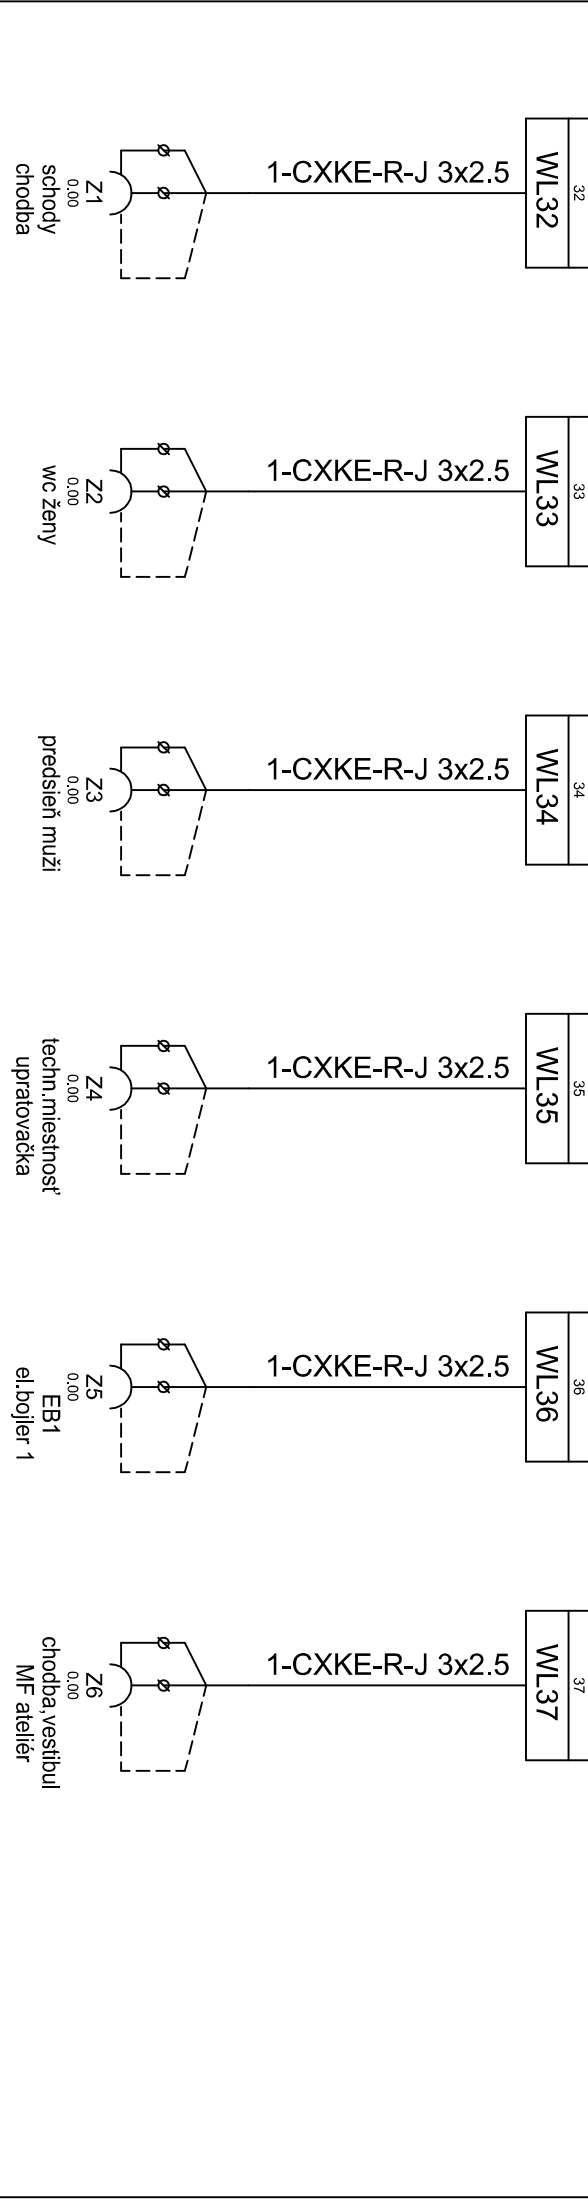 32
WL32
1-CXKE-R-J 3x2.5
Z1
0.00
schody
chodba
33
WL33
1-CXKE-R-J 3x2.5
Z2
0.00
wc ženy
34
WL34
1-CXKE-R-J 3x2.5
Z3
0.00
predsieň muži
35
WL35
1-CXKE-R-J 3x2.5
Z4
0.00
techn.miestnosť
upratovačka
36
WL36
1-CXKE-R-J 3x2.5
Z5
0.00
EB1
el.bojler 1
37
WL37
1-CXKE-R-J 3x2.5
Z6
0.00
chodba,vestibul
MF ateliér